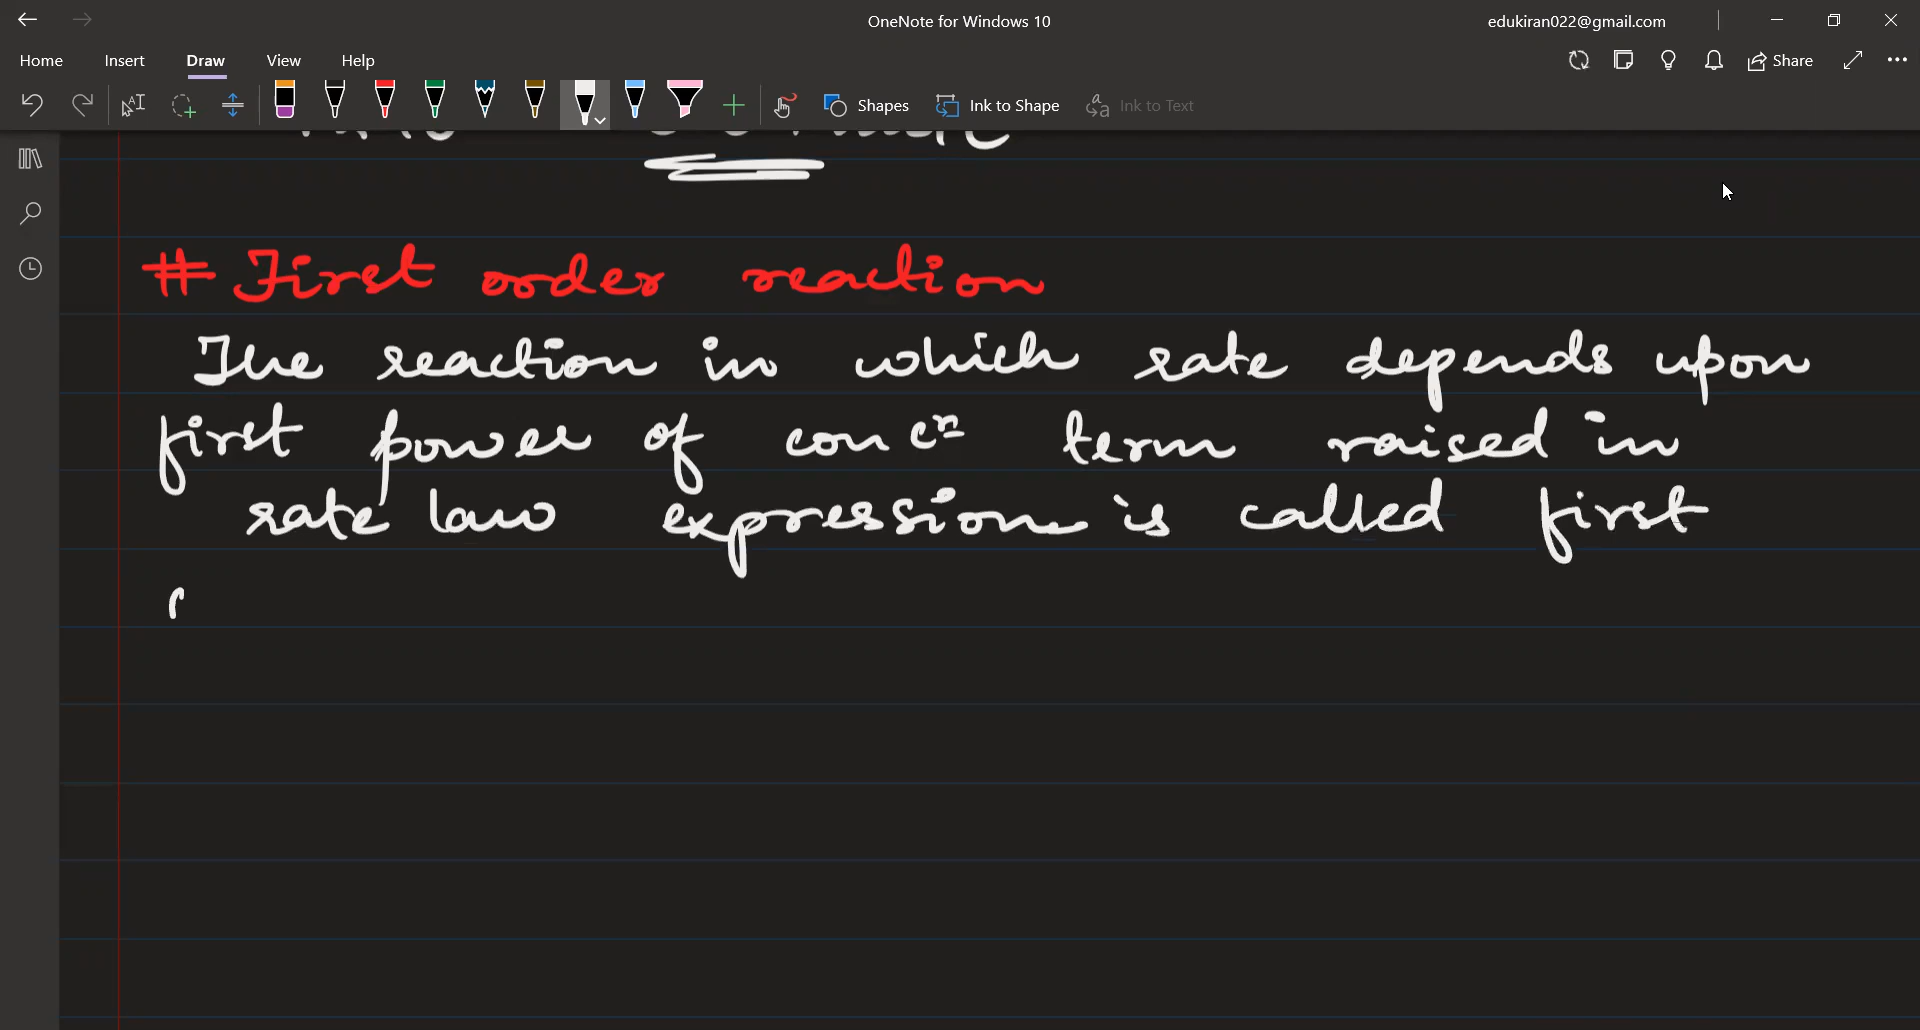 OneNote for Windows 10
edukiran022@gmail.com
Home Insert Draw View Help
Share
Shapes Ink to Shape Ink to Text
# First order reaction
The reaction in which rate depends upon
first power of concⁿ term raised in
rate law expression is called first